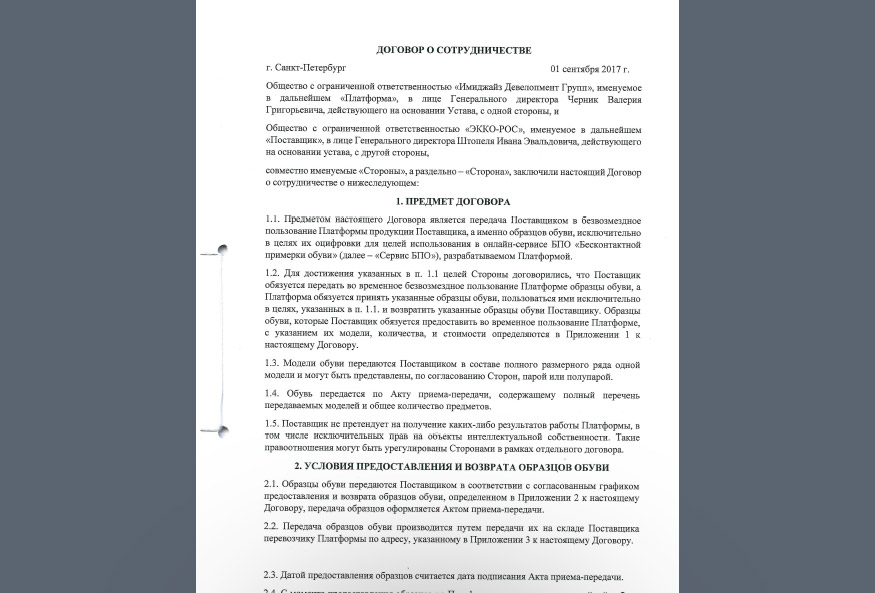 ДОГОВОР О СОТРУДНИЧЕСТВЕ
г. Санкт-Петербург 01 сентября 2017 г.
Общество с ограниченной ответственностью «Имиджайз Девелопмент Групп», именуемое
в дальнейшем «Платформа», в лице Генерального директора Черник Валерия
Григорьевича, действующего на основании Устава, с одной стороны, и
Общество с ограниченной ответственностью «ЭККО-РОС», именуемое в дальнейшем
«Поставщик», в лице Генерального директора Штопеля Ивана Эвальдовича, действующего
на основании устава, с другой стороны,
совместно именуемые «Стороны», а раздельно – «Сторона», заключили настоящий Договор
о сотрудничестве о нижеследующем:
1. ПРЕДМЕТ ДОГОВОРА
1.1. Предметом настоящего Договора является передача Поставщиком в безвозмездное
пользование Платформы продукции Поставщика, а именно образцов обуви, исключительно
в целях их оцифровки для целей использования в онлайн-сервисе БПО «Бесконтактной
примерки обуви» (далее – «Сервис БПО»), разрабатываемом Платформой.
1.2. Для достижения указанных в п. 1.1 целей Стороны договорились, что Поставщик
обязуется передать во временное безвозмездное пользование Платформе образцы обуви, а
Платформа обязуется принять указанные образцы обуви, пользоваться ими исключительно
в целях, указанных в п. 1.1. и возвратить указанные образцы обуви Поставщику. Образцы
обуви, которые Поставщик обязуется предоставить во временное пользование Платформе,
с указанием их модели, количества, и стоимости определяются в Приложении 1 к
настоящему Договору.
1.3. Модели обуви передаются Поставщиком в составе полного размерного ряда одной
модели и могут быть представлены, по согласованию Сторон, парой или полупарой.
1.4. Обувь передается по Акту приема-передачи, содержащему полный перечень
передаваемых моделей и общее количество предметов.
1.5. Поставщик не претендует на получение каких-либо результатов работы Платформы, в
том числе исключительных прав на объекты интеллектуальной собственности. Такие
правоотношения могут быть урегулированы Сторонами в рамках отдельного договора.
2. УСЛОВИЯ ПРЕДОСТАВЛЕНИЯ И ВОЗВРАТА ОБРАЗЦОВ ОБУВИ
2.1. Образцы обуви передаются Поставщиком в соответствии с согласованным графиком
предоставления и возврата образцов обуви, определенном в Приложении 2 к настоящему
Договору, передача образцов оформляется Актом приема-передачи.
2.2. Передача образцов обуви производится путем передачи их на складе Поставщика
перевозчику Платформы по адресу, указанному в Приложении 3 к настоящему Договору.
2.3. Датой предоставления образцов считается дата подписания Акта приема-передачи.